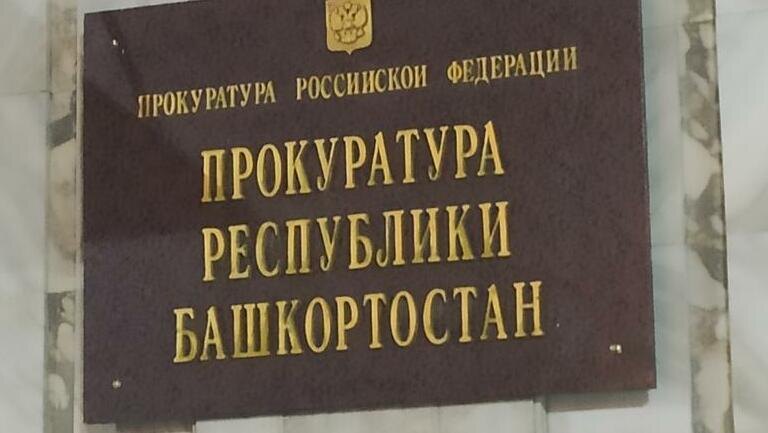 ПРОКУРАТУРА РОССИЙСКОЙ ФЕДЕРАЦИИ
ПРОКУРАТУРА
РЕСПУБЛИКИ
БАШКОРТОСТАН